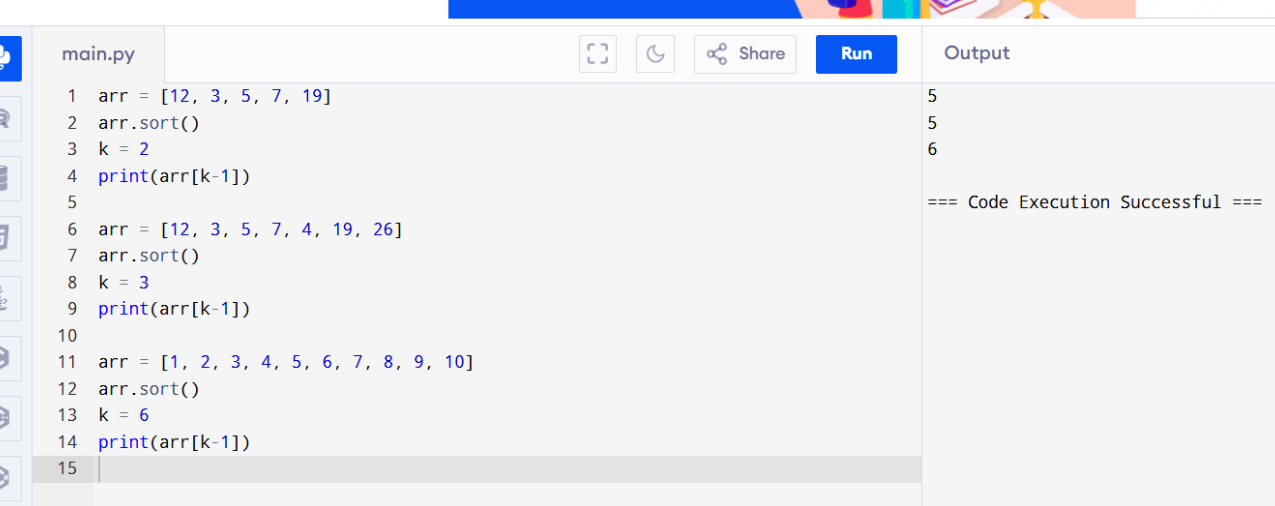 main.py
Share
Run
Output
1 arr = [12, 3, 5, 7, 19]
2 arr.sort()
3 k = 2
4 print(arr[k-1])
5
6 arr = [12, 3, 5, 7, 4, 19, 26]
7 arr.sort()
8 k = 3
9 print(arr[k-1])
10
11 arr = [1, 2, 3, 4, 5, 6, 7, 8, 9, 10]
12 arr.sort()
13 k = 6
14 print(arr[k-1])
15
5
5
6
=== Code Execution Successful ===